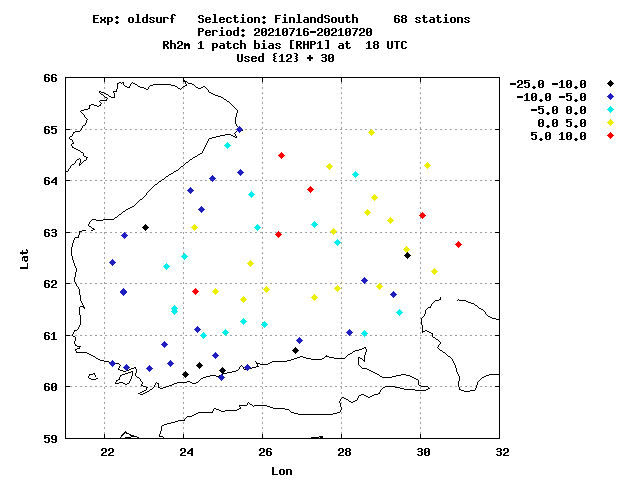 Exp: oldsurf   Selection: FinlandSouth     68 stations
Period: 20210716-20210720
Rh2m 1 patch bias [RHP1] at  18 UTC
Used {12} + 30
-25.0 -10.0
-10.0 -5.0
-5.0 0.0
0.0 5.0
5.0 10.0
66
65
64
63
62
61
60
59
Lat
22 24 26 28 30 32
Lon